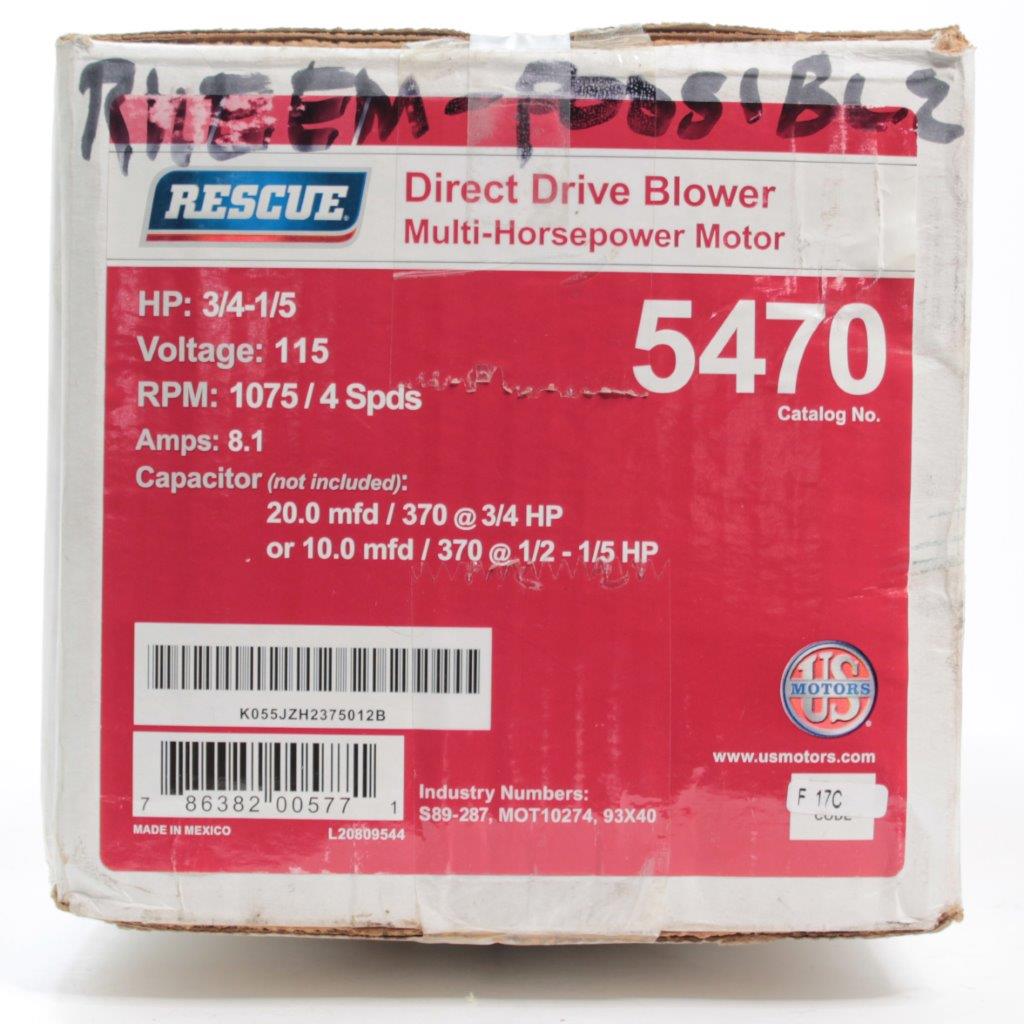 RHEEM - POSSIBLE
RESCUE®
Direct Drive Blower
Multi-Horsepower Motor
HP: 3/4-1/5
Voltage: 115
RPM: 1075 / 4 Spds
Amps: 8.1
Capacitor (not included):
20.0 mfd / 370 @ 3/4 HP
or 10.0 mfd / 370 @ 1/2 - 1/5 HP
5470
Catalog No.
K055JZH2375012B
7 86382 00577 1
MADE IN MEXICO
L20809544
Industry Numbers:
S89-287, MOT10274, 93X40
US
MOTORS®
www.usmotors.com
F 17C
CODE